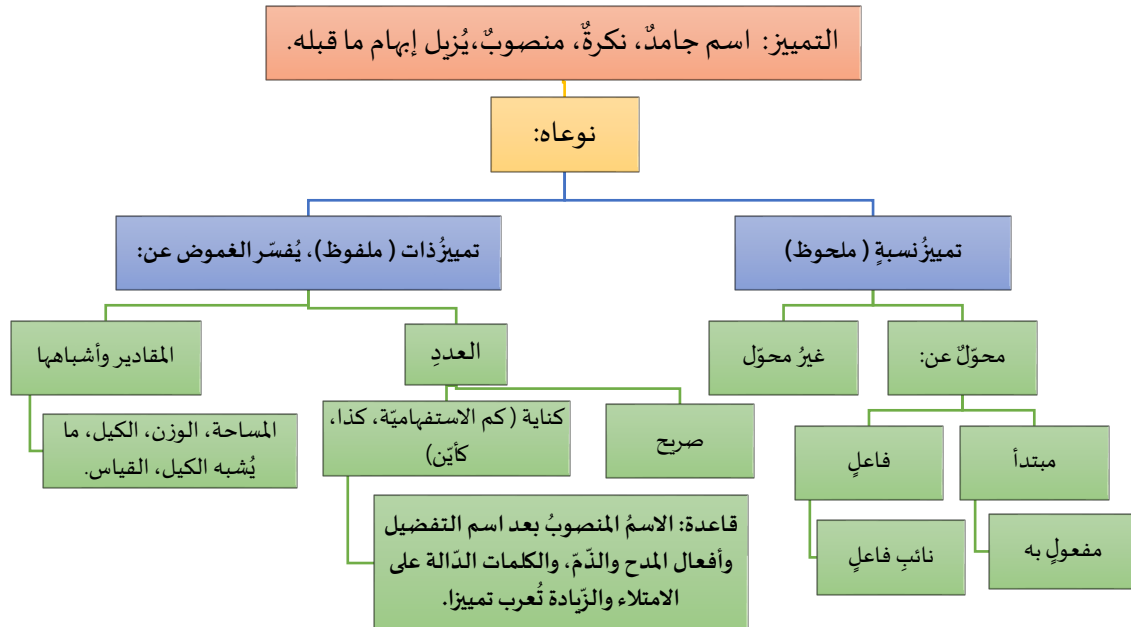 التمييز: اسم جامدٌ، نكرةٌ، منصوبٌ،يُزيل إبهام ما قبله.
نوعاه:
تمييزُ نسبةٍ ( ملحوظ)
تمييزُ ذات ( ملفوظ)، يُفسّر الغموض عن:
محوّلٌ عن:
غيرُ محوّل
العددِ
المقادير وأشباهها
مبتدأ
فاعلٍ
صريح
كناية (كم الاستفهاميّة، كذا،
كأيّن)
المساحة، الوزن، الكيل، ما
يُشبه الكيل، القياس.
مفعولٍ به
نائبِ فاعلٍ
قاعدة: الاسمُ المنصوبُ بعد اسم التفضيل
وأفعال المدح والذّمّ، والكلمات الدّالة على
الامتلاء والزّيادة تُعرب تمييزا.